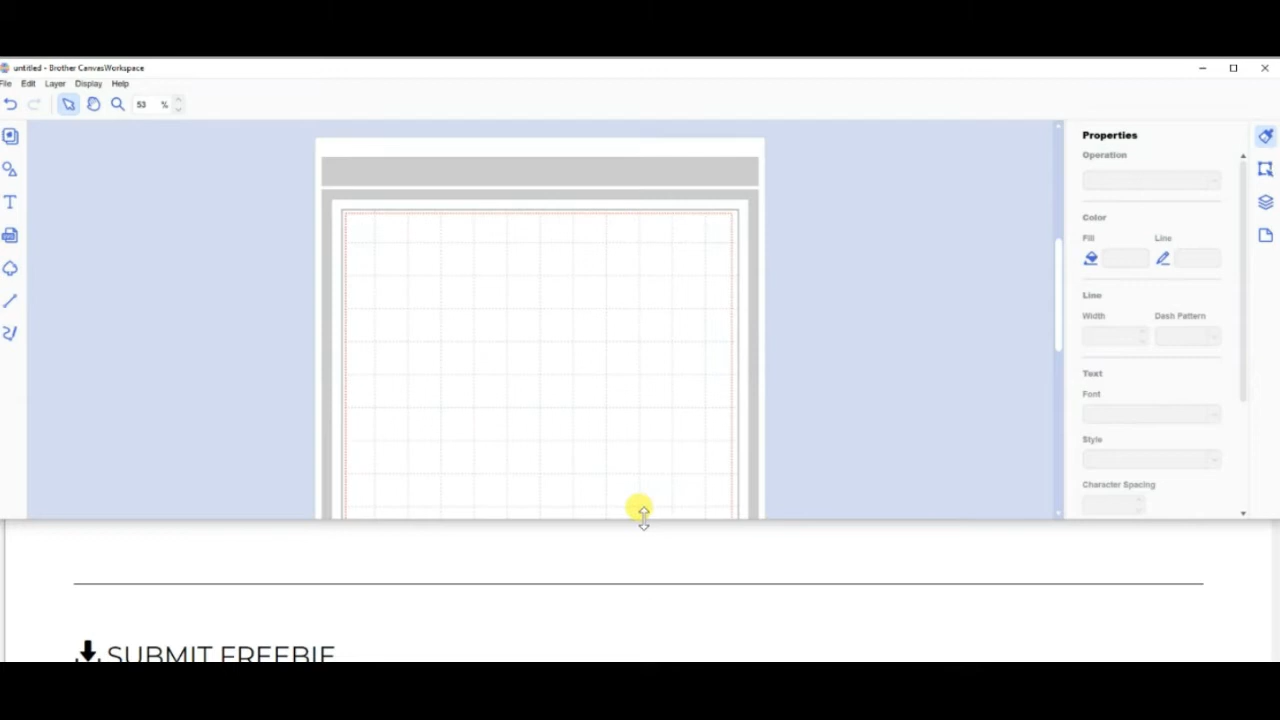 untitled - Brother CanvasWorkspace
File Edit Layer Display Help
53 %
Properties
Operation
Color
Fill Line
Line
Width Dash Pattern
Text
Font
Style
Character Spacing
SUBMIT FREEBIE